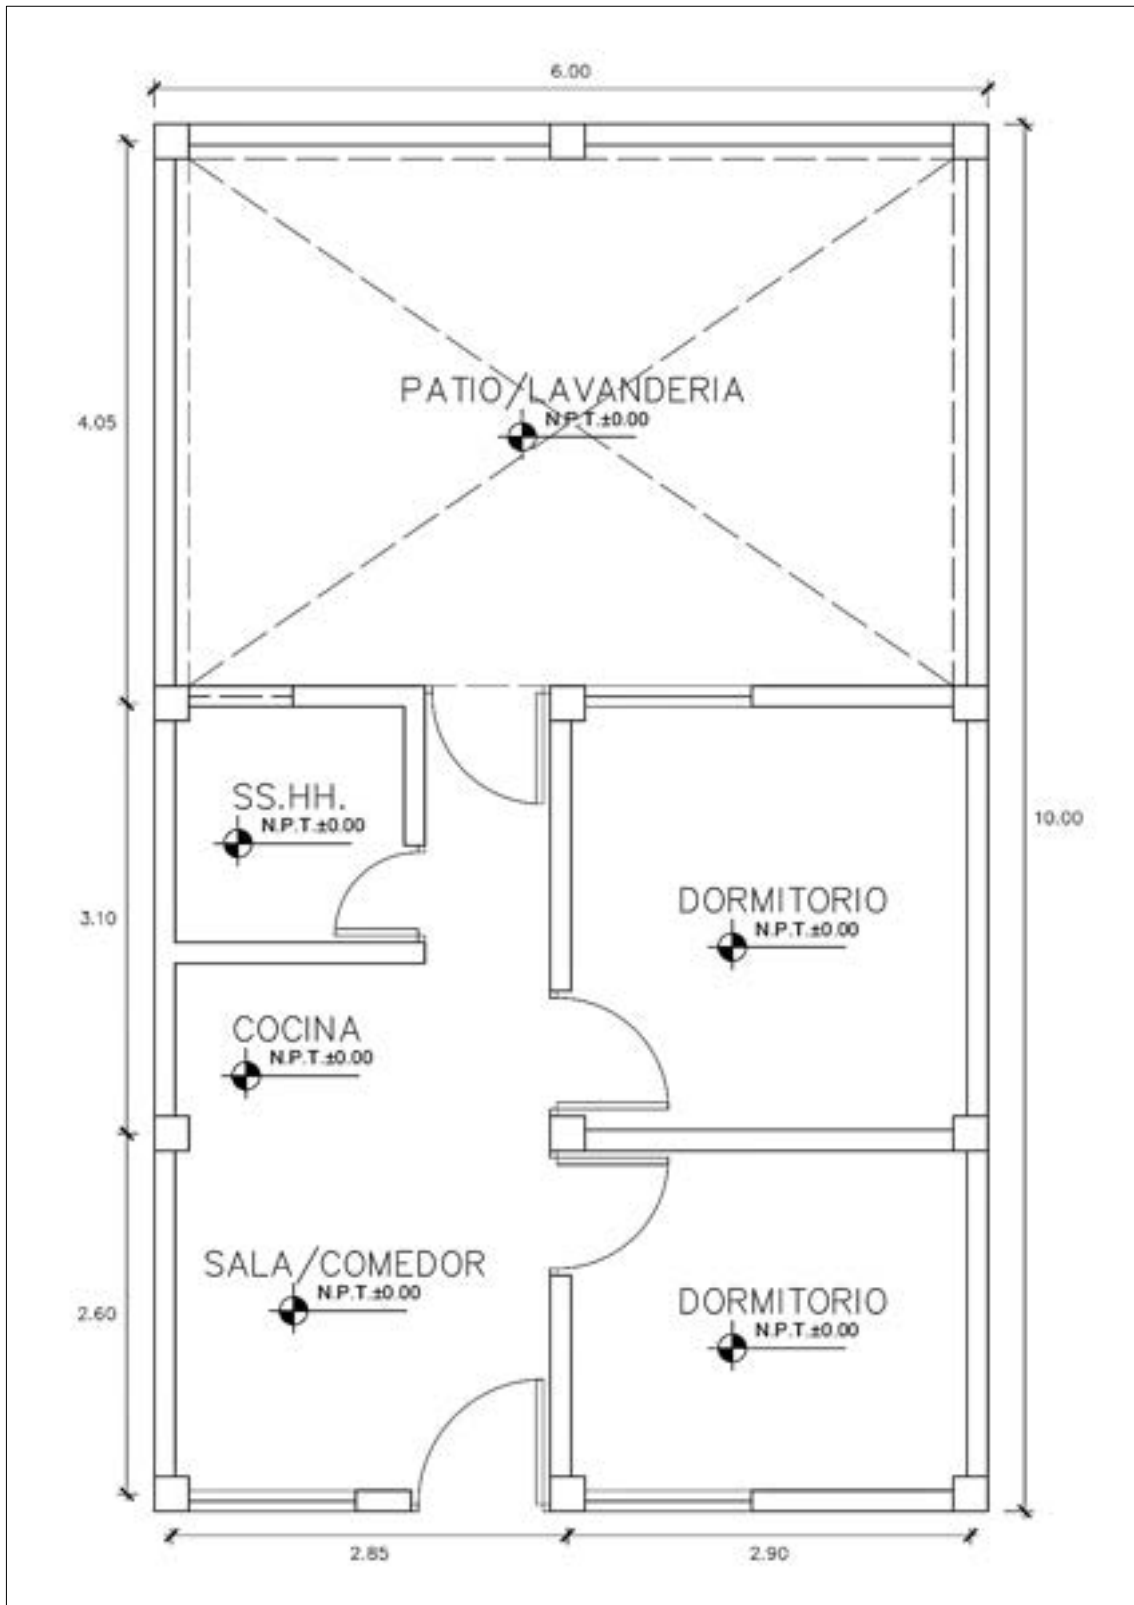 6.00
PATIO/LAVANDERIA
N.P.T.±0.00
4.05
SS.HH.
N.P.T.±0.00
10.00
DORMITORIO
N.P.T.±0.00
3.10
COCINA
N.P.T.±0.00
SALA/COMEDOR
N.P.T.±0.00
2.60
DORMITORIO
N.P.T.±0.00
2.85
2.90